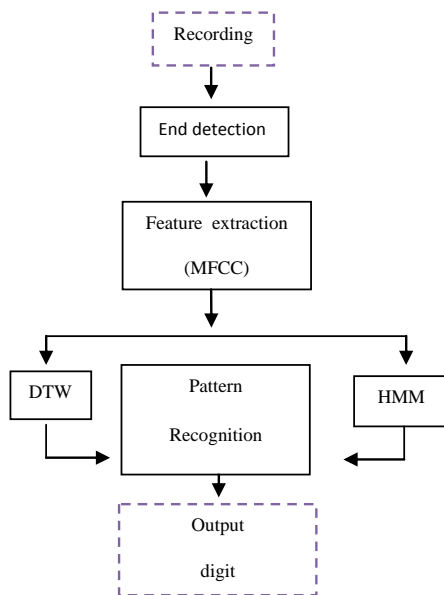 Recording
End detection
Feature extraction
(MFCC)
DTW
Pattern
HMM
Recognition
Output
digit